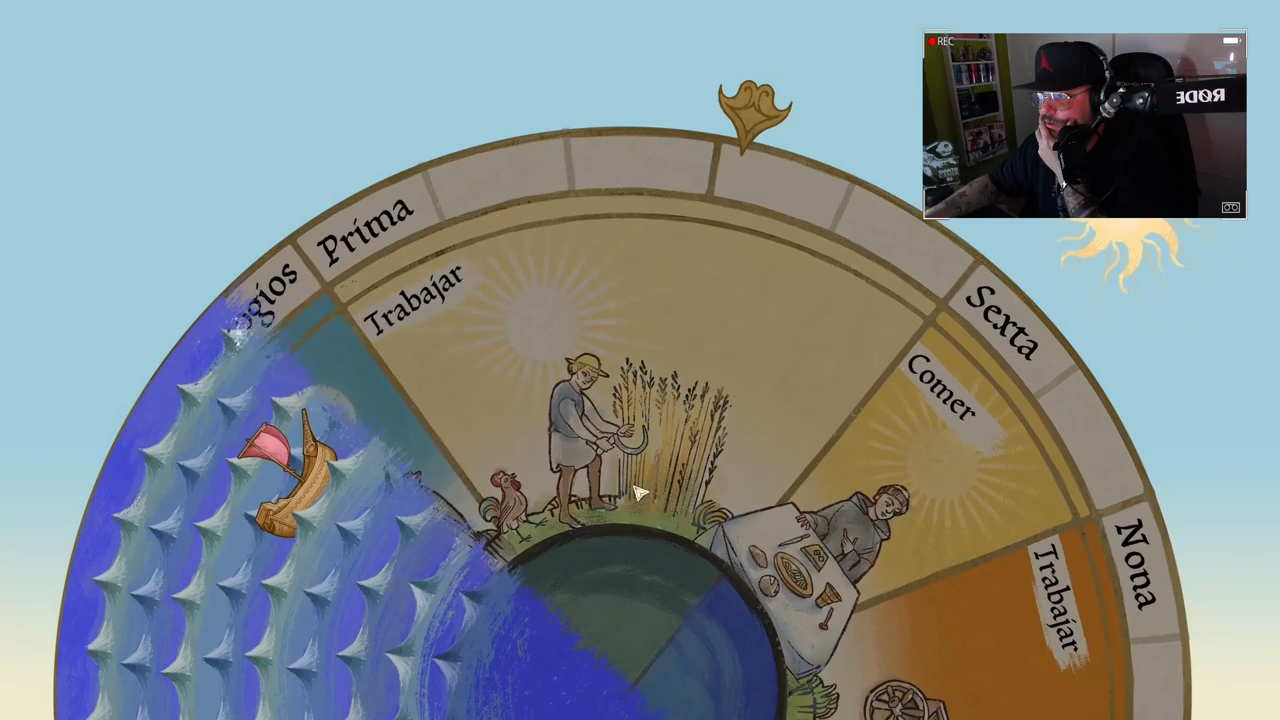 REC
RØDE
Prima
gios
Trabajar
Sexta
Comer
Nona
Trabajar